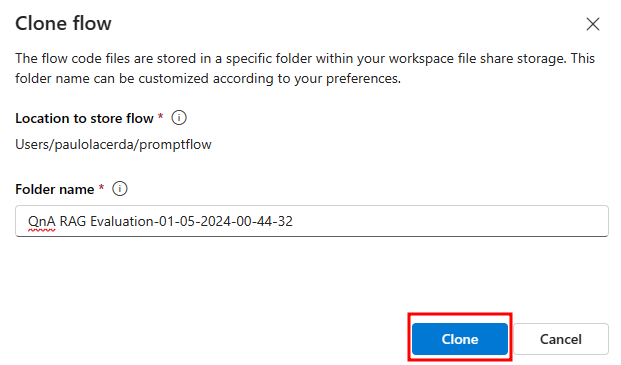 Clone flow
The flow code files are stored in a specific folder within your workspace file share storage. This
folder name can be customized according to your preferences.
Location to store flow *
Users/paulolacerda/promptflow
Folder name *
QnA RAG Evaluation-01-05-2024-00-44-32
Clone Cancel